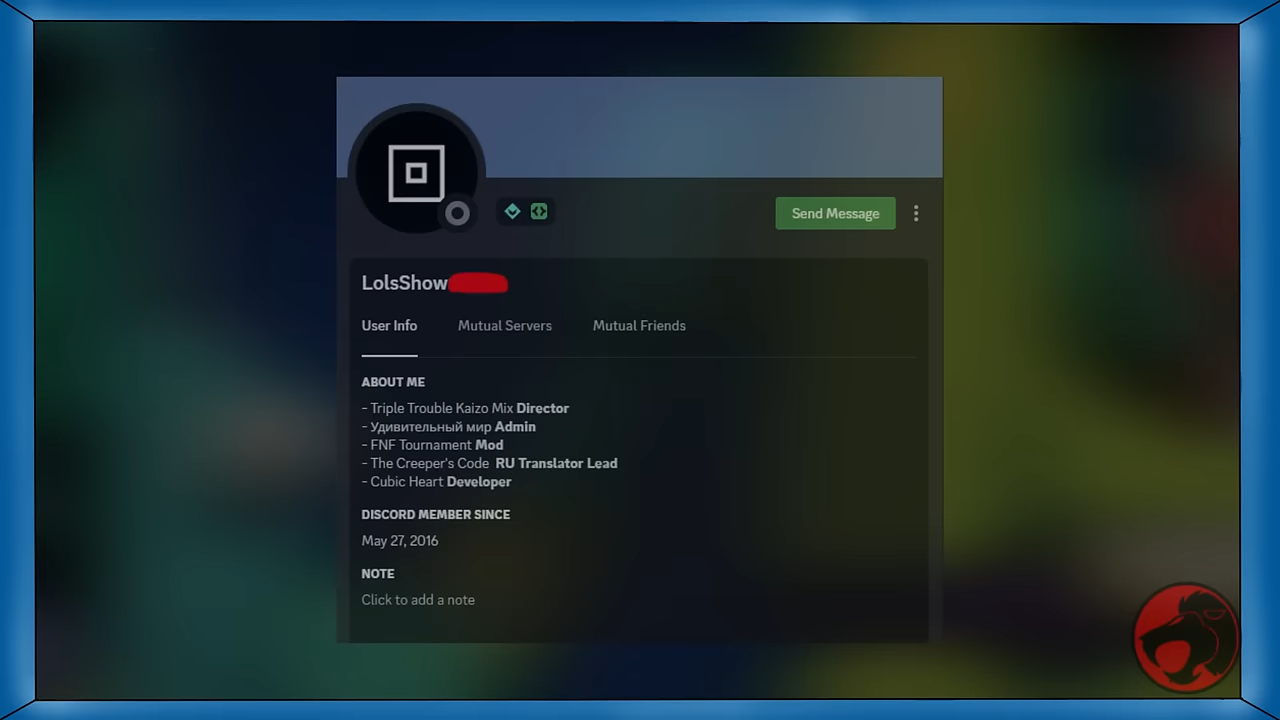 Send Message
LolsShow
User Info Mutual Servers Mutual Friends
ABOUT ME
- Triple Trouble Kaizo Mix Director
- Удивительный мир Admin
- FNF Tournament Mod
- The Creeper's Code RU Translator Lead
- Cubic Heart Developer
DISCORD MEMBER SINCE
May 27, 2016
NOTE
Click to add a note